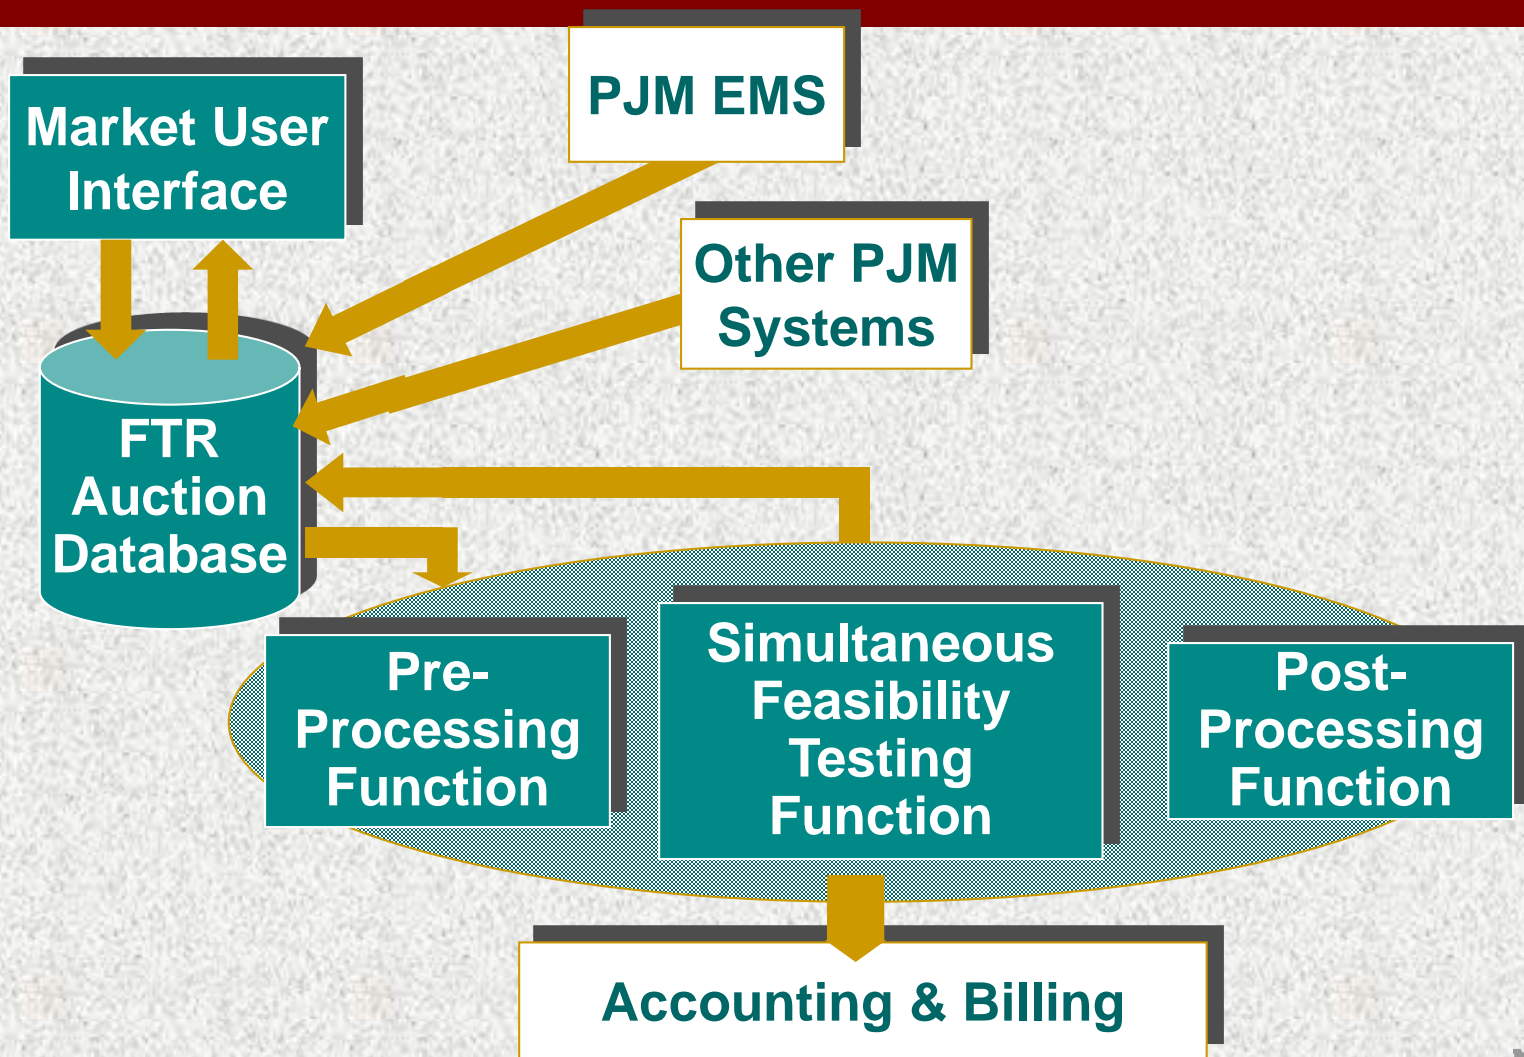 PJM EMS
Market User
Interface
Other PJM
Systems
FTR
Auction
Database
Pre-
Processing
Function
Simultaneous
Feasibility
Testing
Function
Post-
Processing
Function
Accounting & Billing